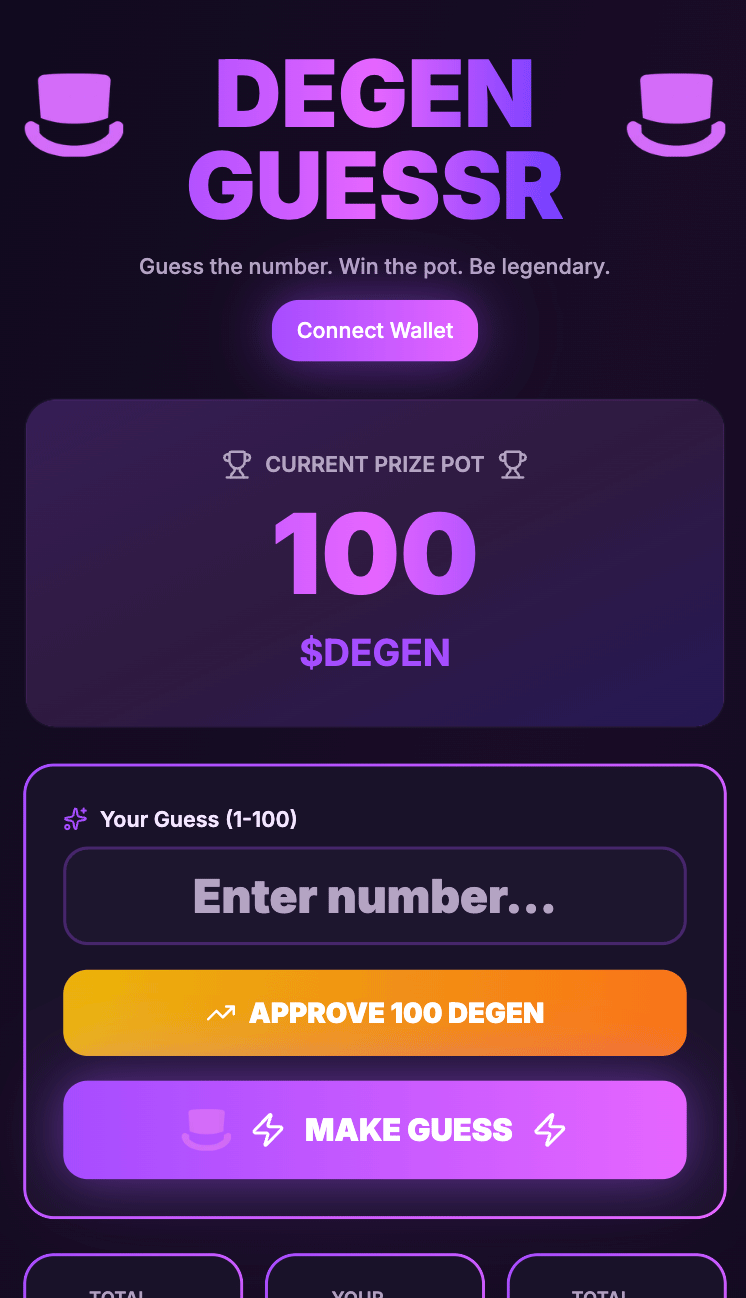 DEGEN
GUESSR
Guess the number. Win the pot. Be legendary.
Connect Wallet
CURRENT PRIZE POT
100
$DEGEN
Your Guess (1-100)
Enter number...
APPROVE 100 DEGEN
MAKE GUESS
TOTAL YOUR TOTAL